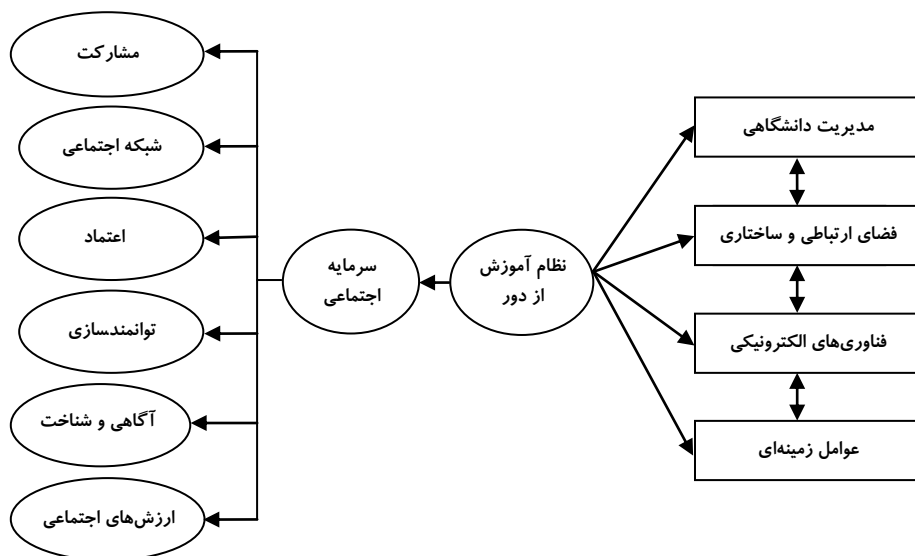 مدیریت دانشگاهی
فضای ارتباطی و ساختاری
فناوری‌های الکترونیکی
عوامل زمینه‌ای
نظام آموزش
از دور
سرمایه
اجتماعی
مشارکت
شبکه اجتماعی
اعتماد
توانمندسازی
آگاهی و شناخت
ارزش‌های اجتماعی